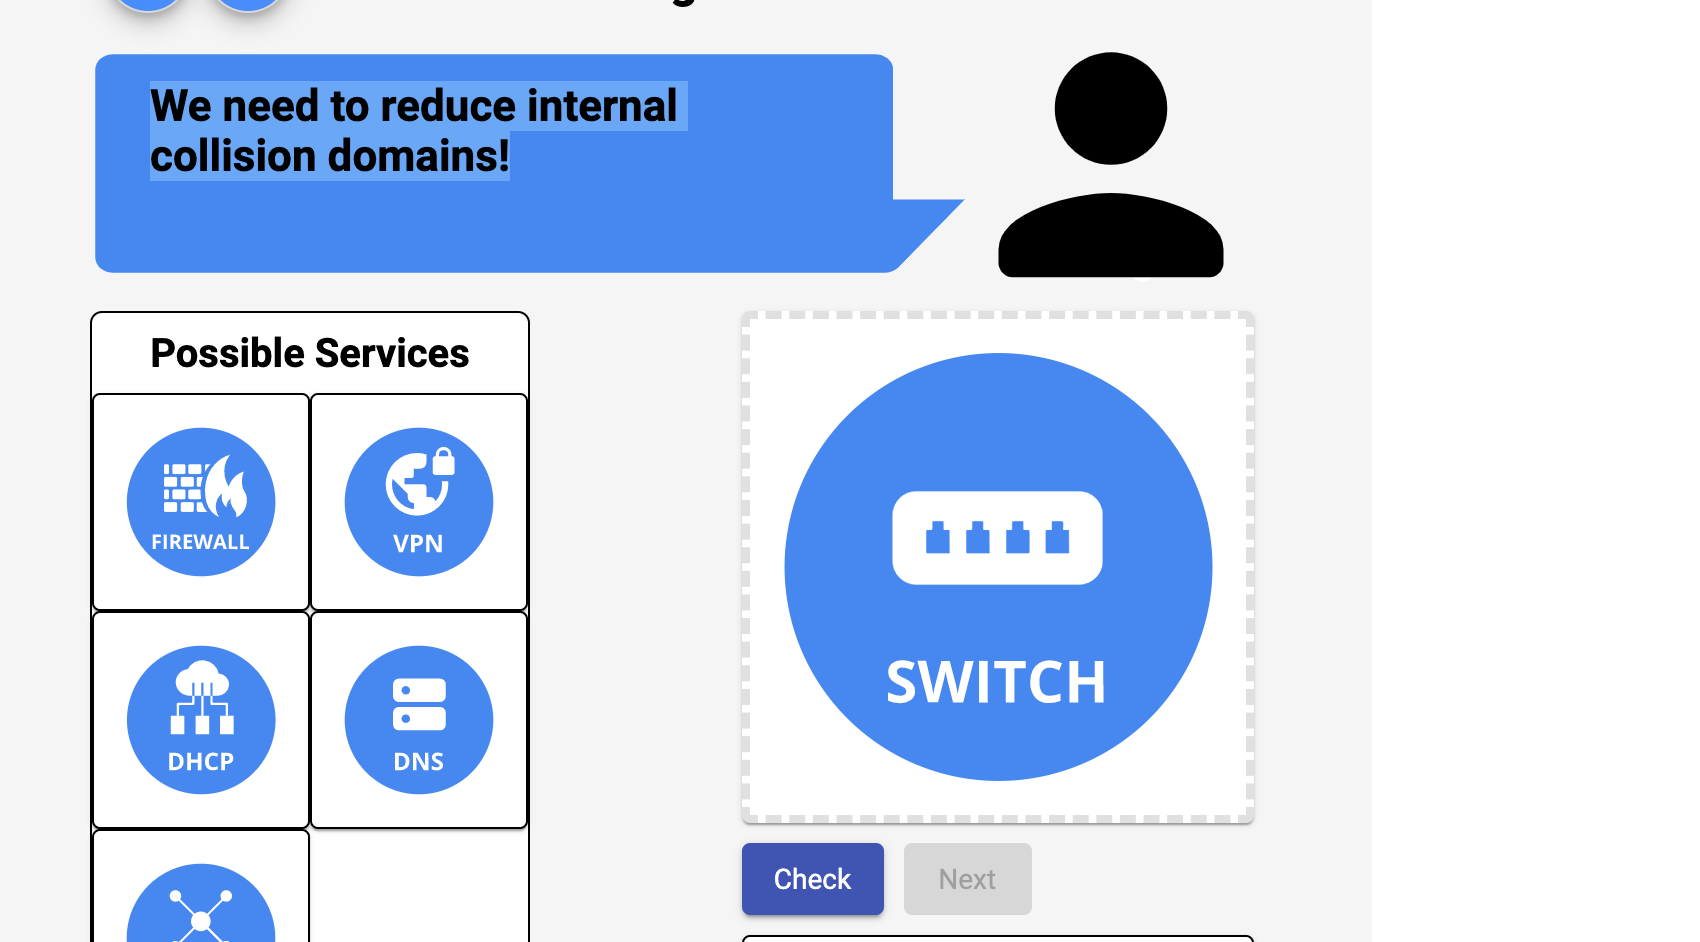 We need to reduce internal
collision domains!
Possible Services
FIREWALL
VPN
DHCP
DNS
SWITCH
Check
Next